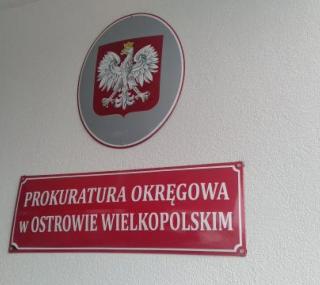 PROKURATURA OKRĘGOWA
w OSTROWIE WIELKOPOLSKIM